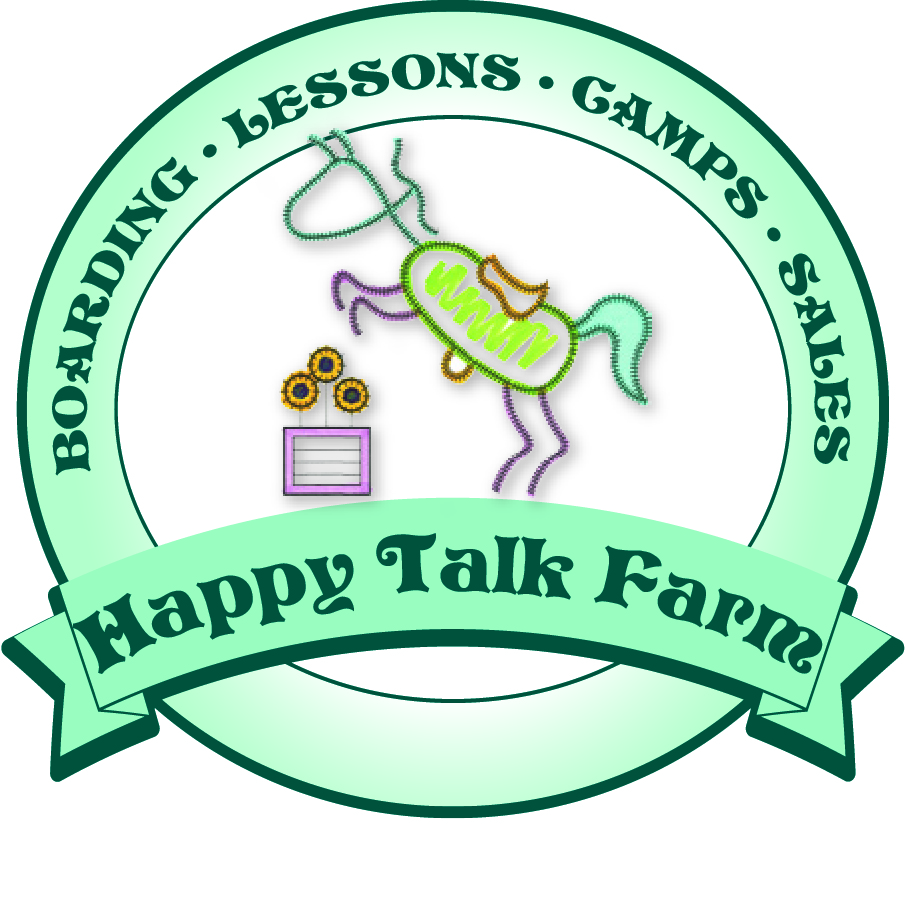 BOARDING • LESSONS • CAMPS • SALES
Happy Talk Farm